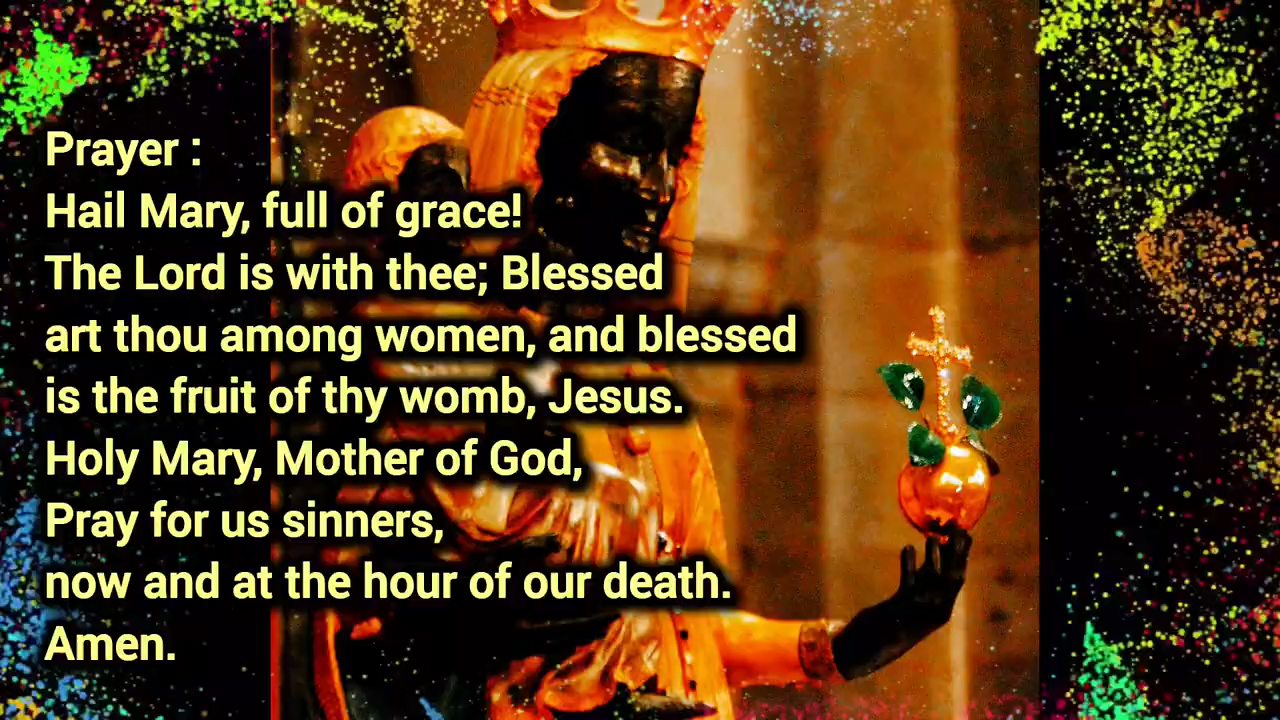 Prayer :
Hail Mary, full of grace!
The Lord is with thee; Blessed
art thou among women, and blessed
is the fruit of thy womb, Jesus.
Holy Mary, Mother of God,
Pray for us sinners,
now and at the hour of our death.
Amen.